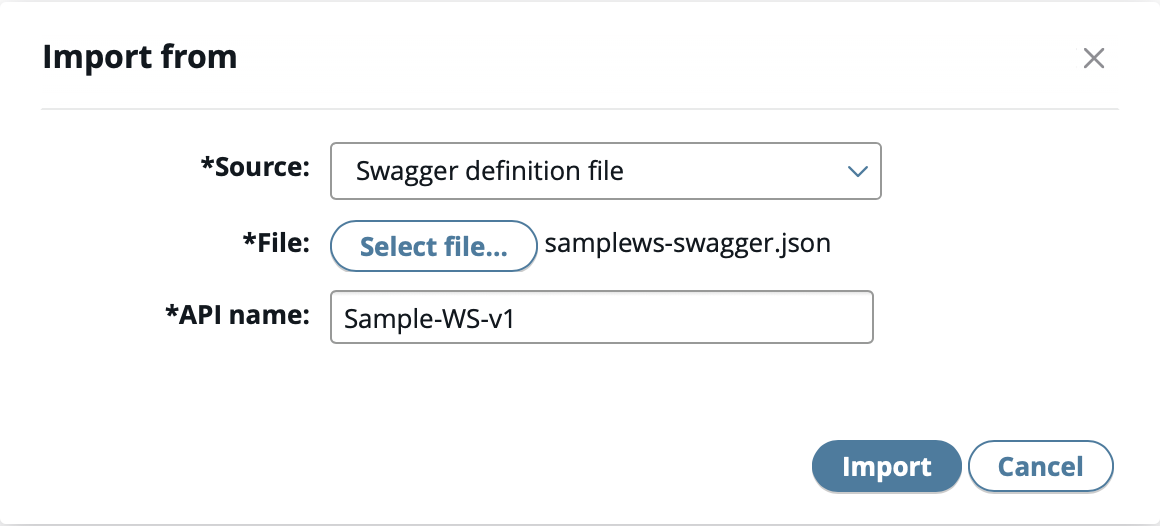 Import from
*Source: Swagger definition file
*File: Select file... samplews-swagger.json
*API name: Sample-WS-v1
Import Cancel